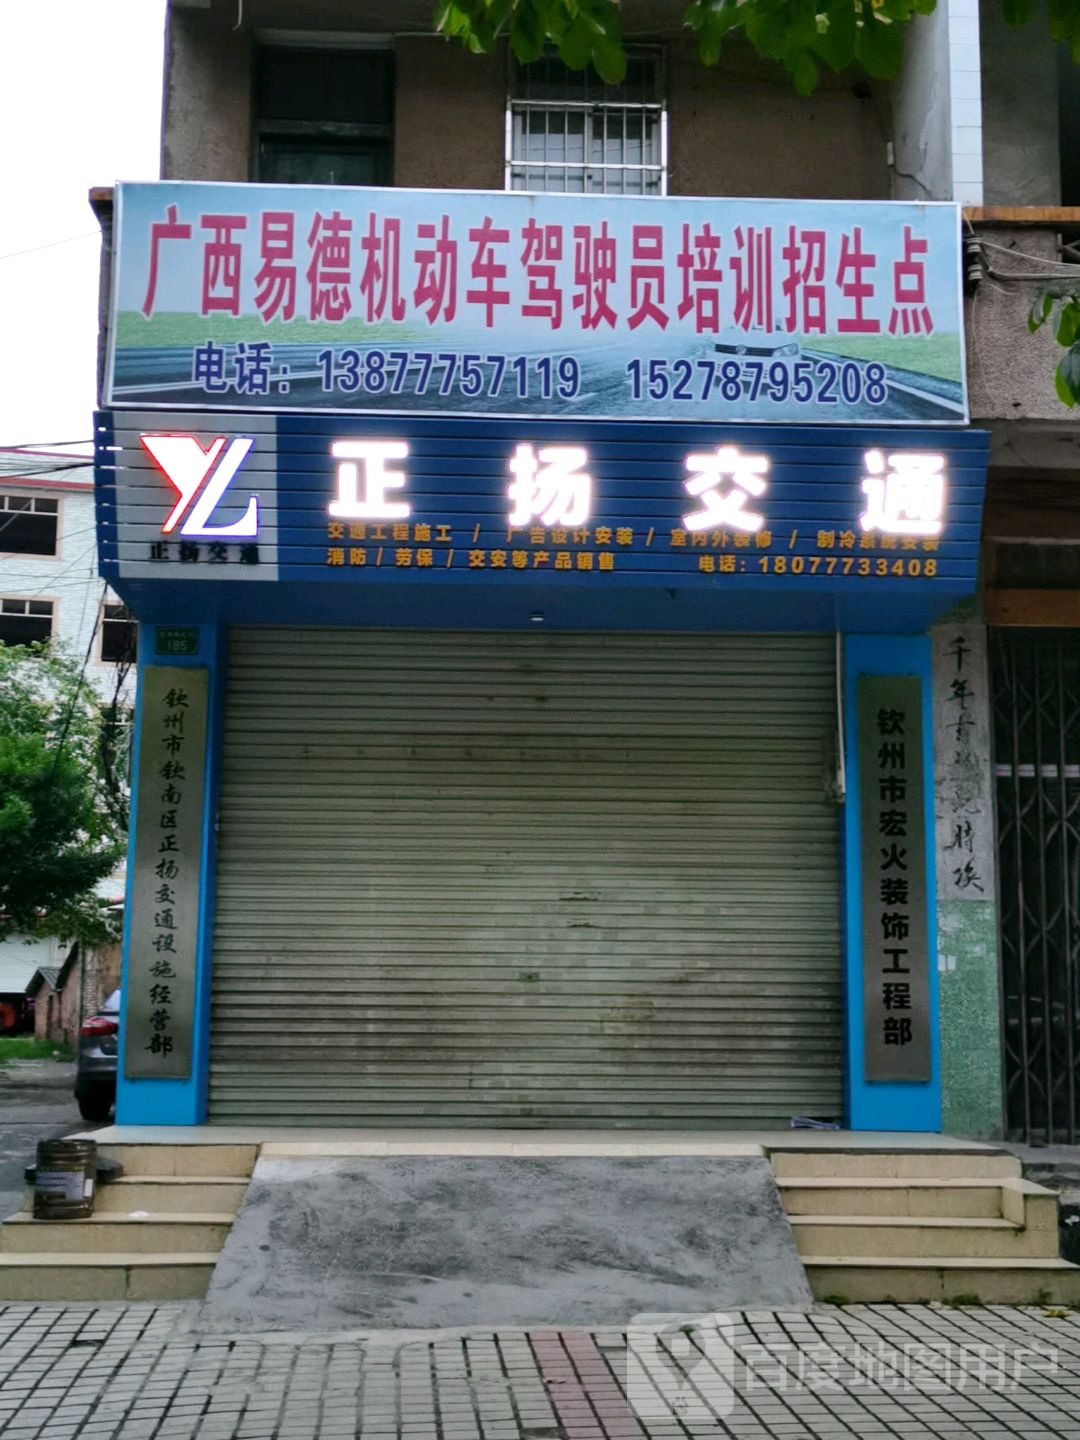 广西易德机动车驾驶员培训招生点
电话：13877757119 15278795208
YL
正扬交通
正扬交通
交通工程施工 / 广告设计安装 / 室内外装修 / 制冷系统安装
消防 / 劳保 / 交安等产品销售 电话：18077733408
185
钦州市钦南区正扬交通设施经营部
钦州市宏火装饰工程部
千年古
百度地图用户